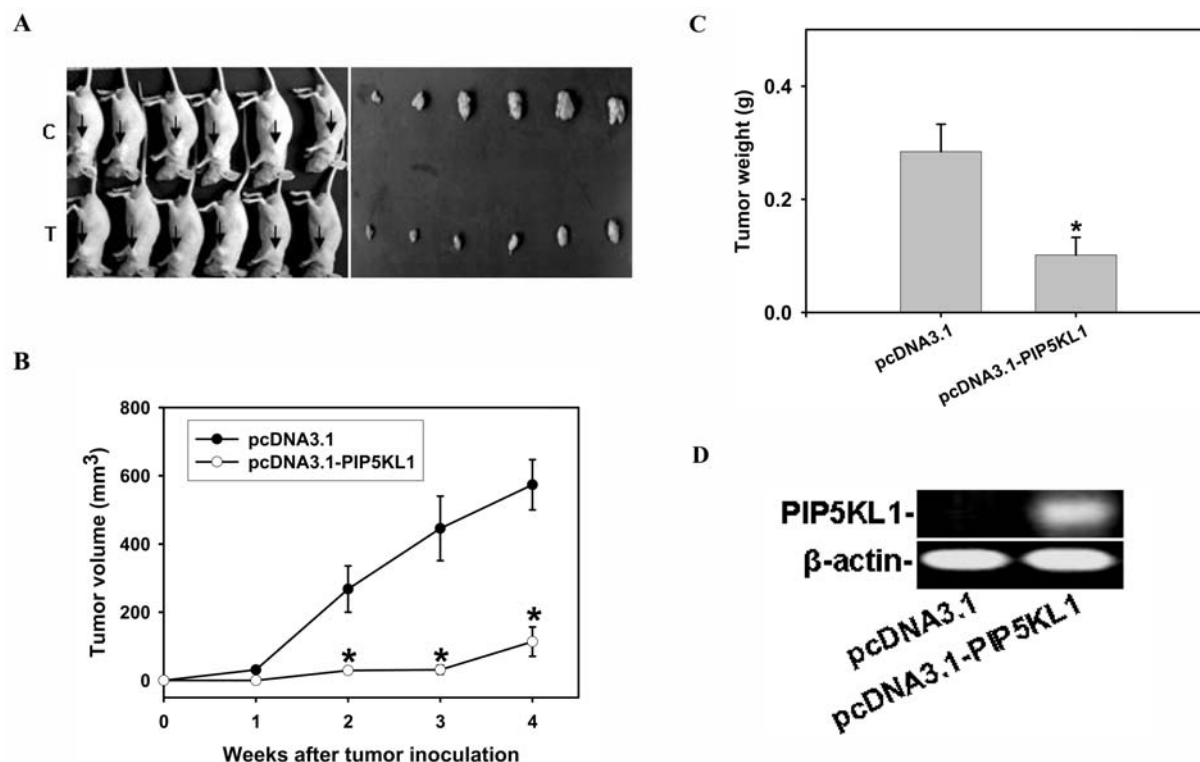 A
C
T
B
800
600
400
200
0
Tumor volume (mm³)
pcDNA3.1
pcDNA3.1-PIP5KL1
*
*
*
0 1 2 3 4
Weeks after tumor inoculation
C
0.4
0.2
0.0
Tumor weight (g)
*
pcDNA3.1
pcDNA3.1-PIP5KL1
D
PIP5KL1-
β-actin-
pcDNA3.1
pcDNA3.1-PIP5KL1